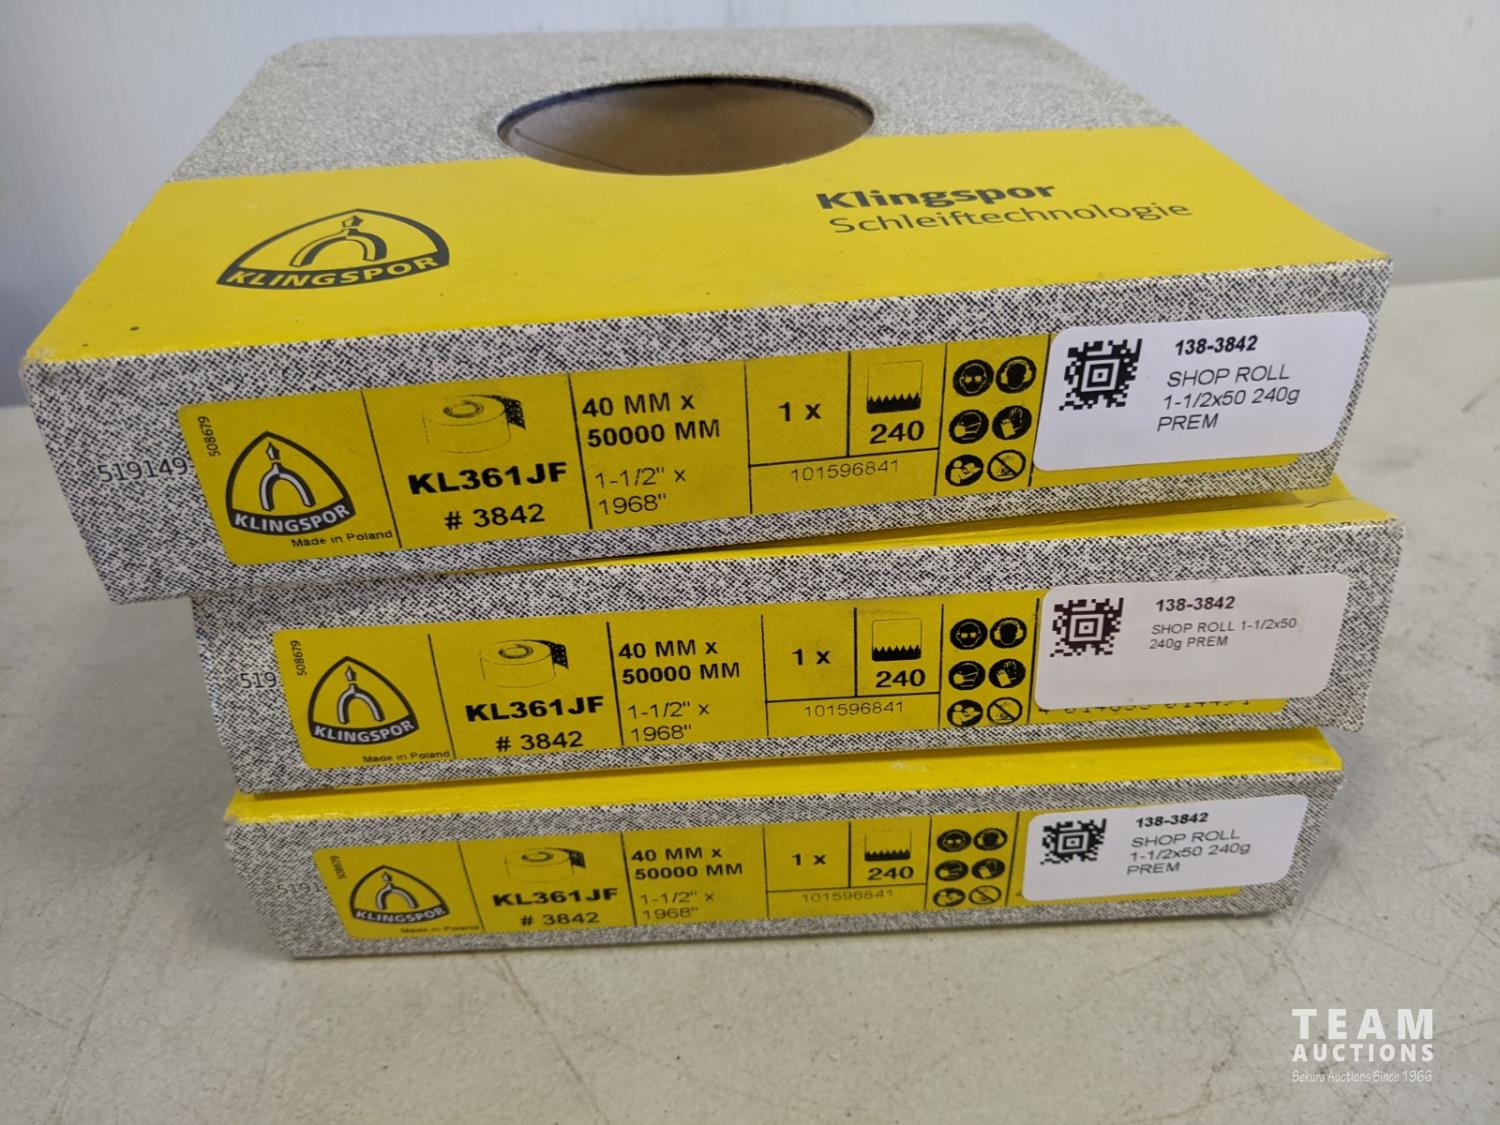 KLINGSPOR
Klingspor
Schleiftechnologie
519149
508679
KLINGSPOR
Made in Poland
KL361JF
# 3842
40 MM x
50000 MM
1-1/2" x
1968"
1 x
240
101596841
138-3842
SHOP ROLL
1-1/2x50 240g
PREM
519
508679
KLINGSPOR
Made in Poland
KL361JF
# 3842
40 MM x
50000 MM
1-1/2" x
1968"
1 x
240
101596841
138-3842
SHOP ROLL 1-1/2x50
240g PREM
5191
508679
KLINGSPOR
Made in Poland
KL361JF
# 3842
40 MM x
50000 MM
1-1/2" x
1968"
1 x
240
101596841
138-3842
SHOP ROLL
1-1/2x50 240g
PREM
TEAM
AUCTIONS
Sekura Auctions Since 1966